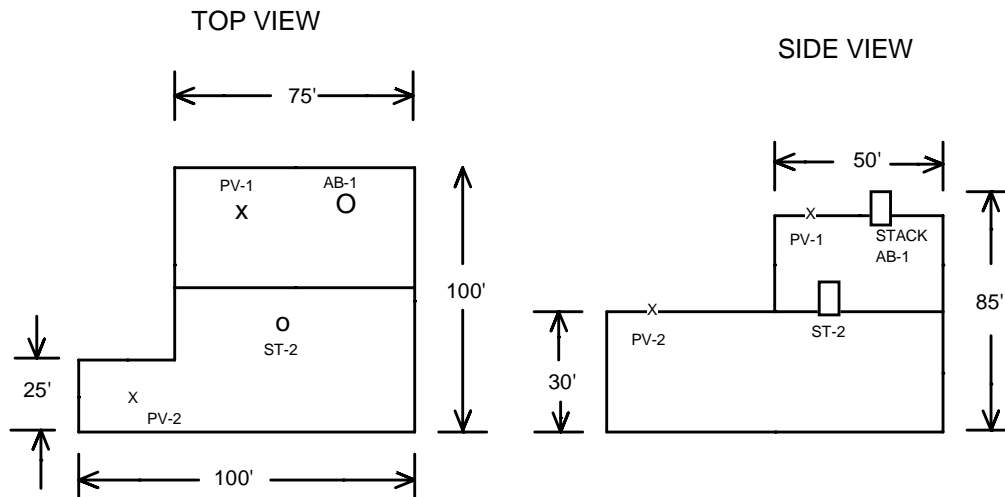 TOP VIEW
75'
PV-1
x
AB-1
O
100'
o
ST-2
25'
X
PV-2
100'
SIDE VIEW
50'
X
PV-1
STACK
AB-1
85'
X
PV-2
ST-2
30'